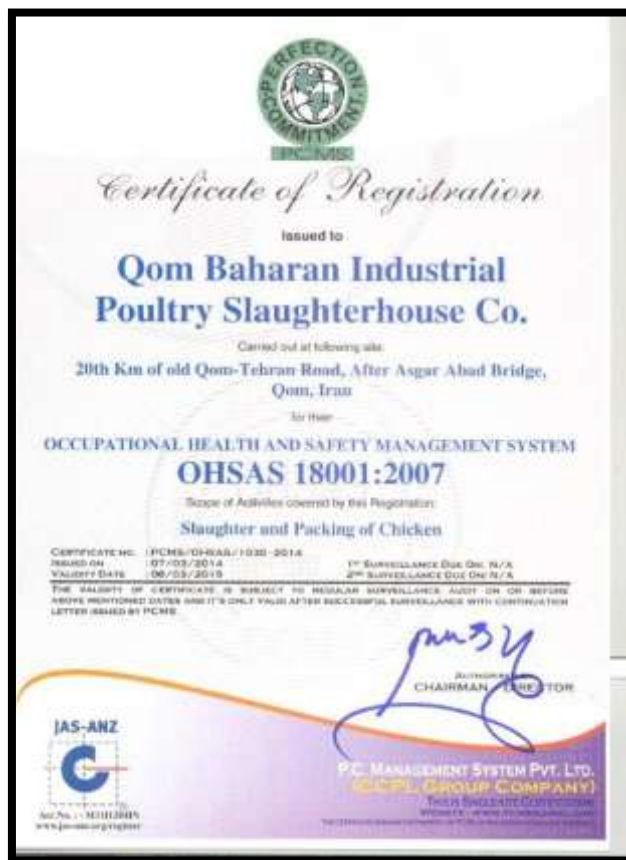 PERFECTION
COMMITMENT
PCMS
Certificate of Registration
Issued to
Qom Baharan Industrial
Poultry Slaughterhouse Co.
Carried out at following site:
20th Km of old Qom-Tehran Road, After Asgar Abad Bridge,
Qom, Iran
for their
OCCUPATIONAL HEALTH AND SAFETY MANAGEMENT SYSTEM
OHSAS 18001:2007
Scope of Activities covered by this Registration:
Slaughter and Packing of Chicken
CERTIFICATE NO. : PCMS/OHSAS/1030-2014
ISSUED ON : 07/03/2014 1ST SURVEILLANCE DUE ON: N/A
VALIDITY DATE : 06/03/2015 2ND SURVEILLANCE DUE ON: N/A
THE VALIDITY OF CERTIFICATE IS SUBJECT TO REGULAR SURVEILLANCE AUDIT ON OR BEFORE
ABOVE MENTIONED DATES AND IT'S ONLY VALID AFTER SUCCESSFUL SURVEILLANCE WITH CONTINUATION
LETTER ISSUED BY PCMS
CHAIRMAN / DIRECTOR
JAS-ANZ
www.jas-anz.org/register
P.C. MANAGEMENT SYSTEM PVT. LTD.
(CCPL GROUP COMPANY)